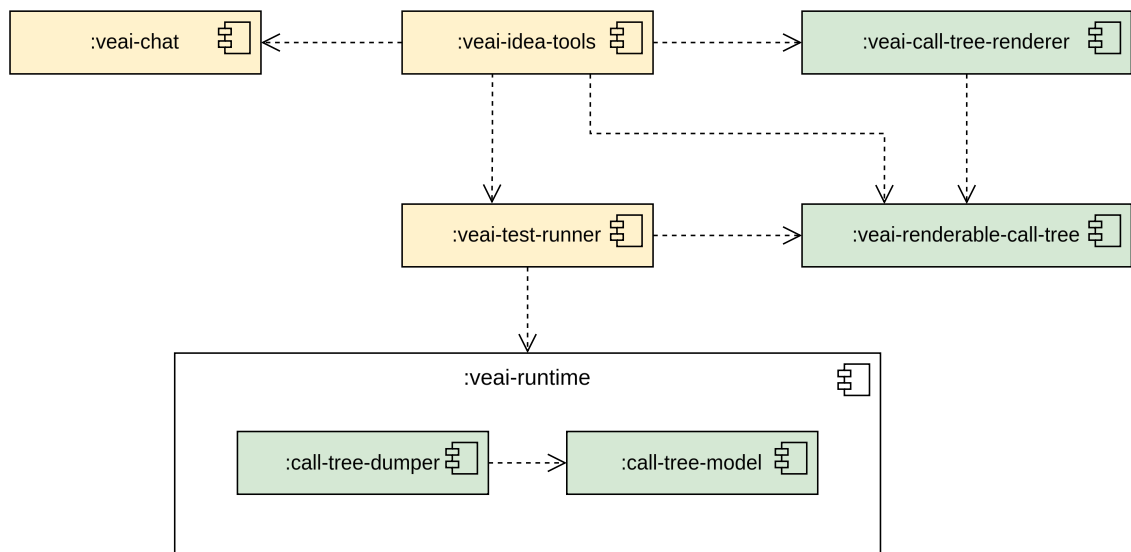 :veai-chat
:veai-idea-tools
:veai-call-tree-renderer
:veai-test-runner
:veai-renderable-call-tree
:veai-runtime
:call-tree-dumper
:call-tree-model